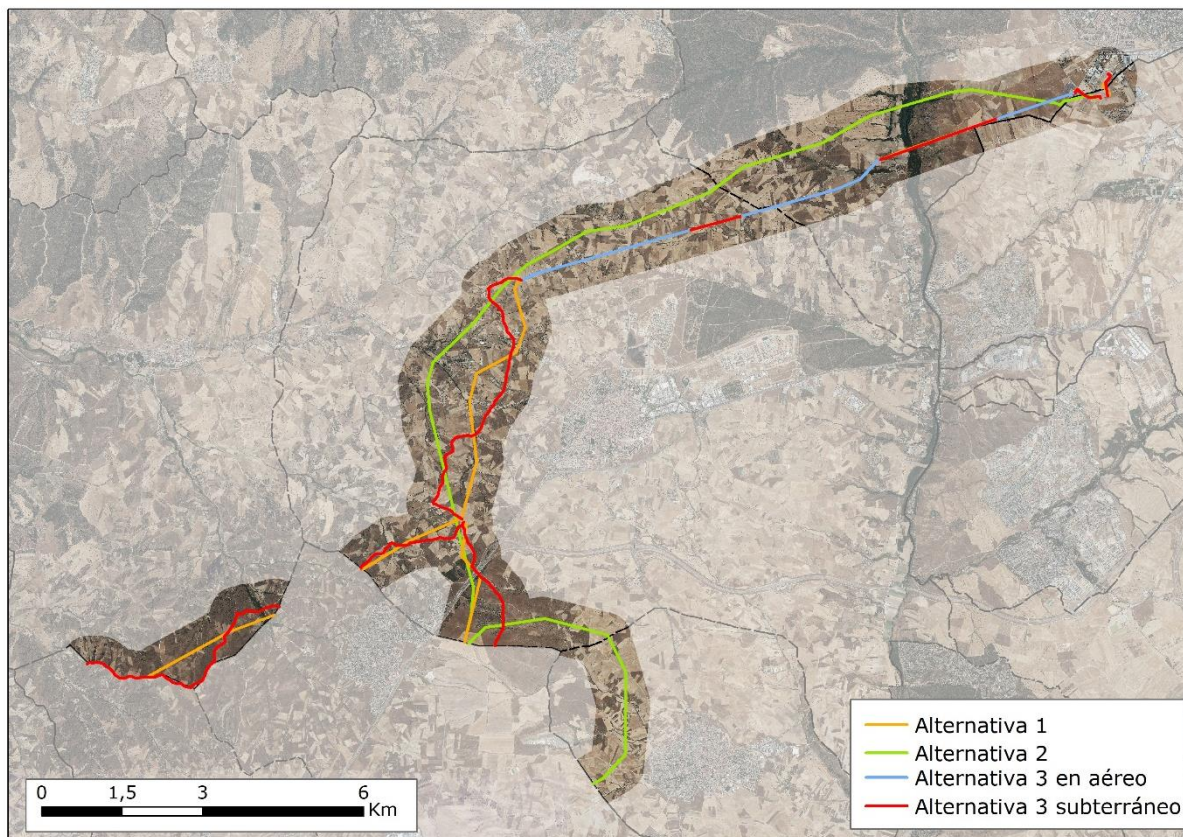 Alternativa 1
Alternativa 2
Alternativa 3 en aéreo
Alternativa 3 subterráneo
0 1,5 3 6
Km